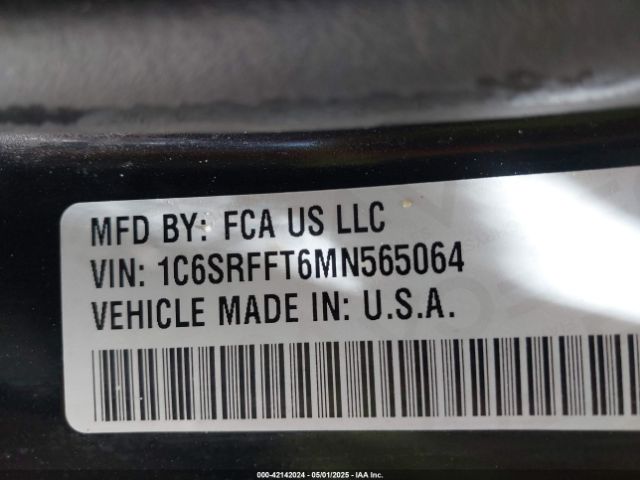 MFD BY: FCA US LLC
VIN: 1C6SRFFT6MN565064
VEHICLE MADE IN: U.S.A.
000-42142024 | 05/01/2025 - IAA Inc.